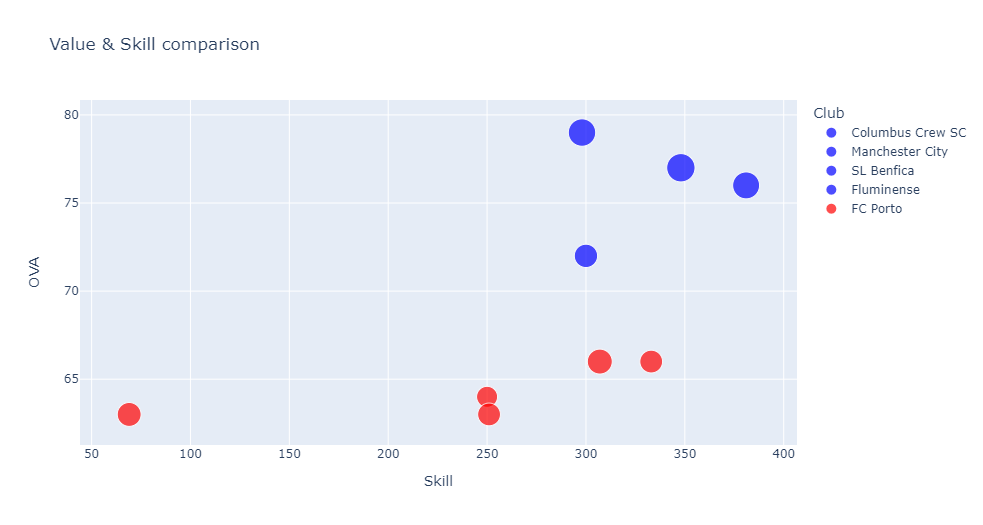 Value & Skill comparison
80
75
70
65
OVA
50
100
150
200
250
300
350
400
Skill
Club
Columbus Crew SC
Manchester City
SL Benfica
Fluminense
FC Porto